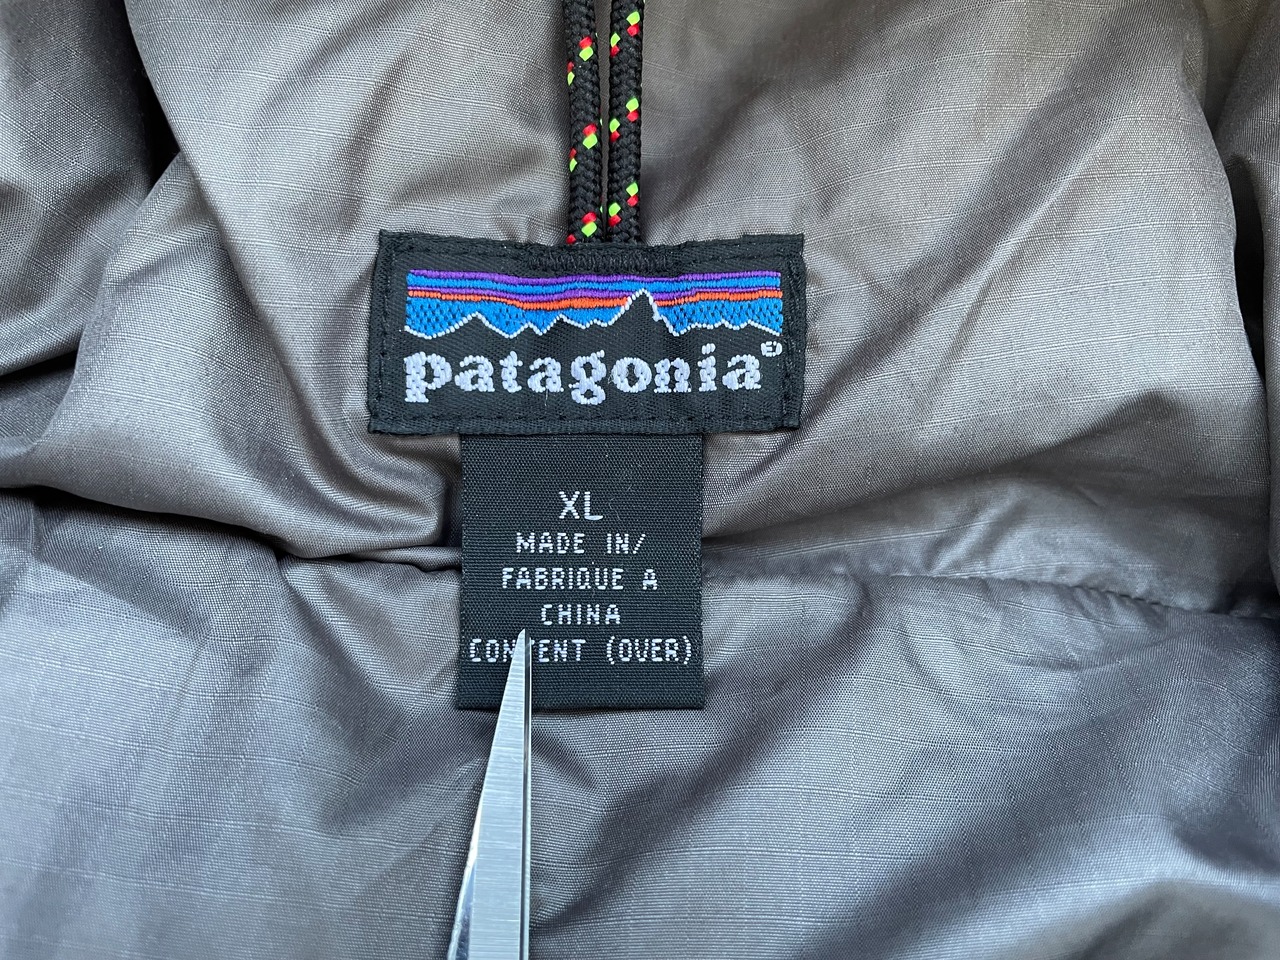 patagonia®
XL
MADE IN/
FABRIQUE A
CHINA
CONTENT (OVER)